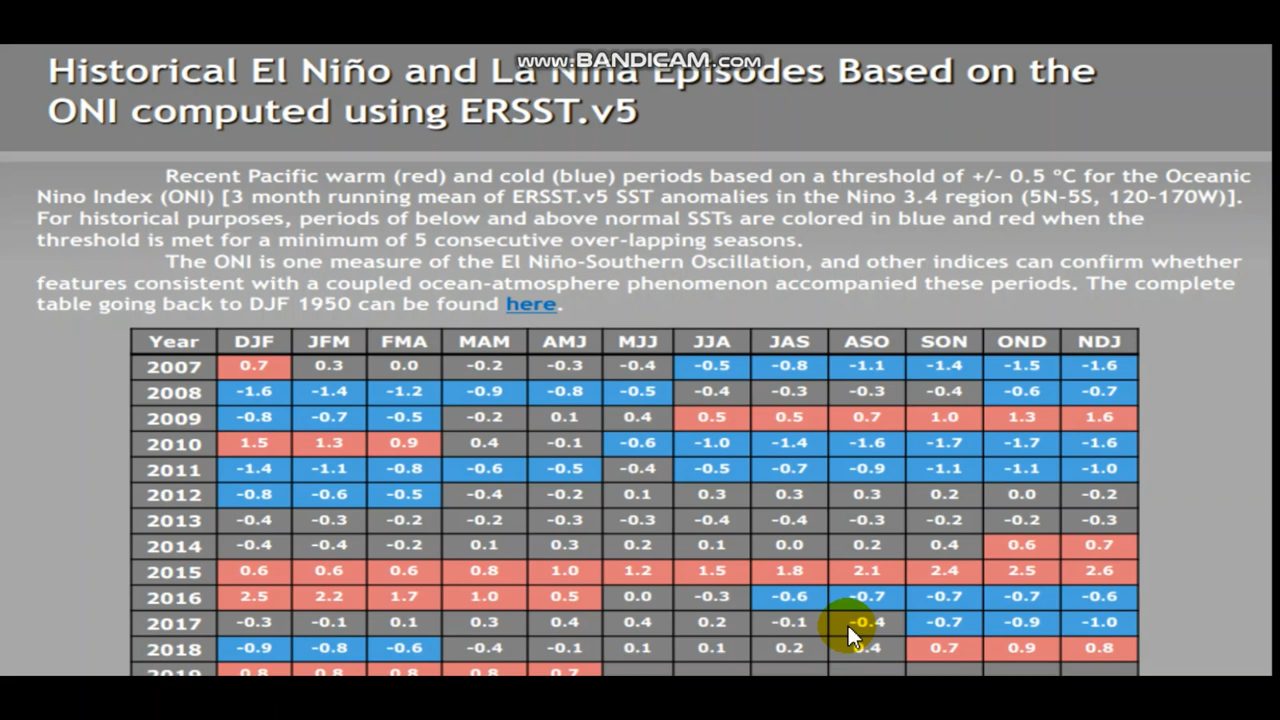 www.BANDICAM.com
Historical El Niño and La Niña Episodes Based on the
ONI computed using ERSST.v5
Recent Pacific warm (red) and cold (blue) periods based on a threshold of +/- 0.5 °C for the Oceanic
Nino Index (ONI) [3 month running mean of ERSST.v5 SST anomalies in the Nino 3.4 region (5N-5S, 120-170W)].
For historical purposes, periods of below and above normal SSTs are colored in blue and red when the
threshold is met for a minimum of 5 consecutive over-lapping seasons.
The ONI is one measure of the El Niño-Southern Oscillation, and other indices can confirm whether
features consistent with a coupled ocean-atmosphere phenomenon accompanied these periods. The complete
table going back to DJF 1950 can be found here.
Year DJF JFM FMA MAM AMJ MJJ JJA JAS ASO SON OND NDJ
2007 0.7 0.3 0.0 -0.2 -0.3 -0.4 -0.5 -0.8 -1.1 -1.4 -1.5 -1.6
2008 -1.6 -1.4 -1.2 -0.9 -0.8 -0.5 -0.4 -0.3 -0.3 -0.4 -0.6 -0.7
2009 -0.8 -0.7 -0.5 -0.2 0.1 0.4 0.5 0.5 0.7 1.0 1.3 1.6
2010 1.5 1.3 0.9 0.4 -0.1 -0.6 -1.0 -1.4 -1.6 -1.7 -1.7 -1.6
2011 -1.4 -1.1 -0.8 -0.6 -0.5 -0.4 -0.5 -0.7 -0.9 -1.1 -1.1 -1.0
2012 -0.8 -0.6 -0.5 -0.4 -0.2 0.1 0.3 0.3 0.3 0.2 0.0 -0.2
2013 -0.4 -0.3 -0.2 -0.2 -0.3 -0.3 -0.4 -0.4 -0.3 -0.2 -0.2 -0.3
2014 -0.4 -0.4 -0.2 0.1 0.3 0.2 0.1 0.0 0.2 0.4 0.6 0.7
2015 0.6 0.6 0.6 0.8 1.0 1.2 1.5 1.8 2.1 2.4 2.5 2.6
2016 2.5 2.2 1.7 1.0 0.5 0.0 -0.3 -0.6 -0.7 -0.7 -0.7 -0.6
2017 -0.3 -0.1 0.1 0.3 0.4 0.4 0.2 -0.1 -0.4 -0.7 -0.9 -1.0
2018 -0.9 -0.8 -0.6 -0.4 -0.1 0.1 0.1 0.2 0.4 0.7 0.9 0.8
2019 0.8 0.8 0.8 0.8 0.7